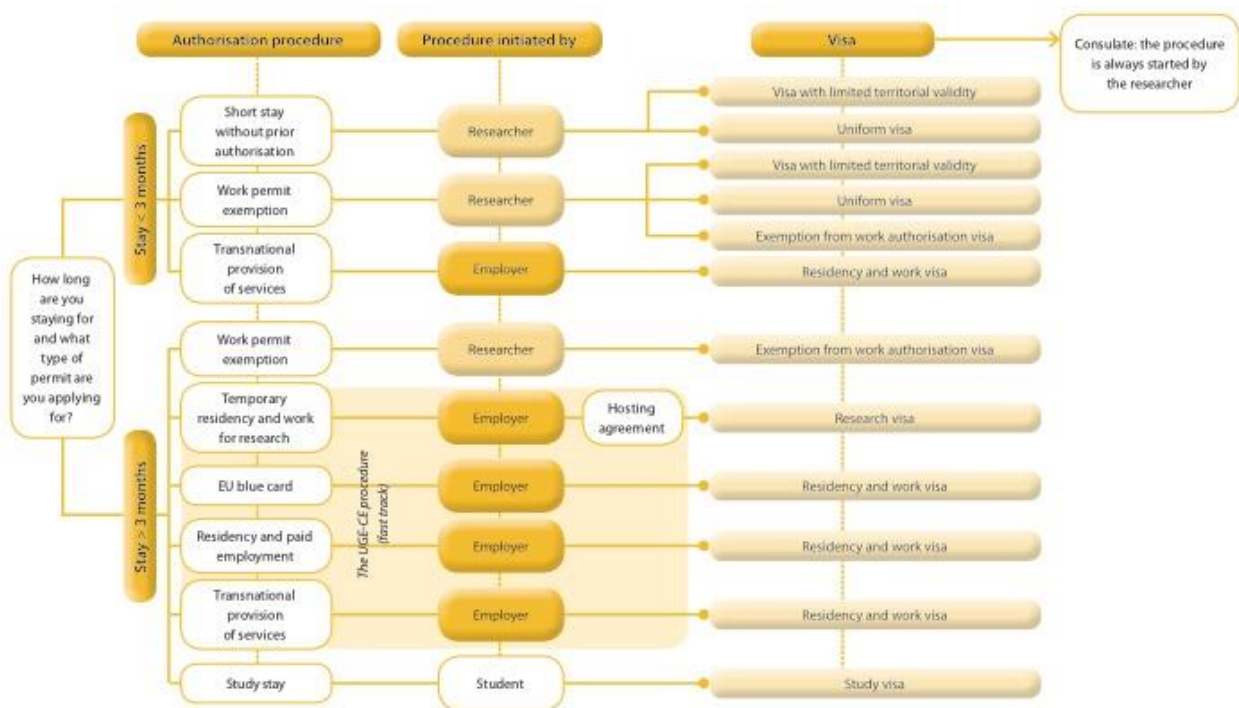 Authorisation procedure
Procedure initiated by
Visa
Consulate: the procedure
is always started by
the researcher
How long
are you
staying for
and what
type of
permit are
you applying
for?
Stay < 3 months
Short stay
without prior
authorisation
Researcher
Visa with limited territorial validity
Uniform visa
Work permit
exemption
Researcher
Visa with limited territorial validity
Uniform visa
Exemption from work authorisation visa
Transnational
provision
of services
Employer
Residency and work visa
Stay > 3 months
Work permit
exemption
Researcher
Exemption from work authorisation visa
Temporary
residency and work
for research
Employer
Hosting
agreement
Research visa
The UGE-CE procedure
(fast track)
EU blue card
Employer
Residency and work visa
Residency and paid
employment
Employer
Residency and work visa
Transnational
provision
of services
Employer
Residency and work visa
Study stay
Student
Study visa